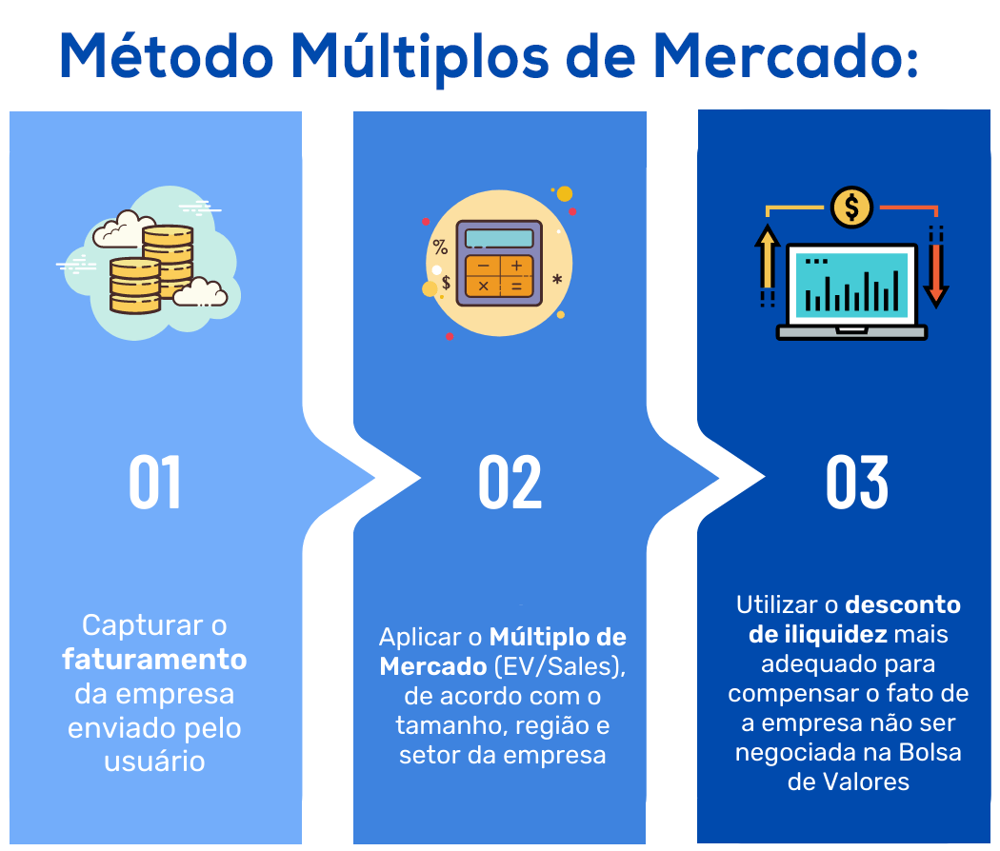 Método Múltiplos de Mercado:
% $ *
− +
× =
$
01
Capturar o
faturamento
da empresa
enviado pelo
usuário
02
Aplicar o Múltiplo de
Mercado (EV/Sales),
de acordo com o
tamanho, região e
setor da empresa
03
Utilizar o desconto
de iliquidez mais
adequado para
compensar o fato de
a empresa não ser
negociada na Bolsa
de Valores